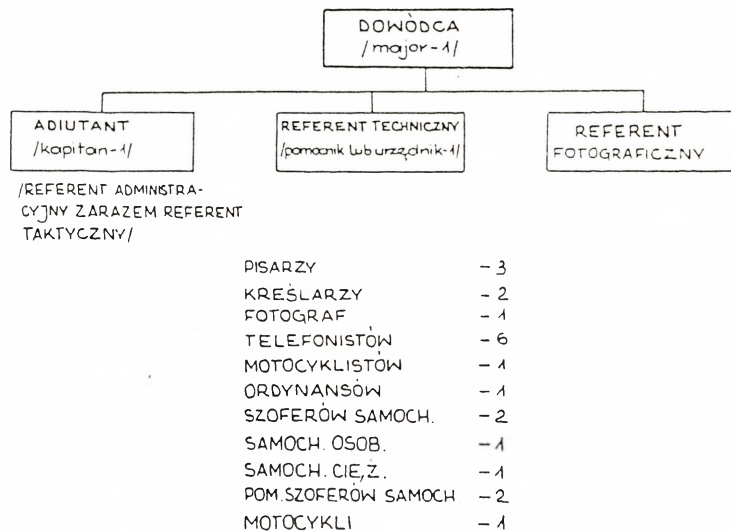 DOWÓDCA
/major-1/
ADIUTANT
/kapitan-1/
REFERENT TECHNICZNY
/pomocnik lub urzędnik-1/
REFERENT
FOTOGRAFICZNY
/REFERENT ADMINISTRA-
CYJNY ZARAZEM REFERENT
TAKTYCZNY/
PISARZY - 3
KREŚLARZY - 2
FOTOGRAF - 1
TELEFONISTÓW - 6
MOTOCYKLISTÓW - 1
ORDYNANSÓW - 1
SZOFERÓW SAMOCH. - 2
SAMOCH. OSOB. - 1
SAMOCH. CIĘŻ. - 1
POM. SZOFERÓW SAMOCH - 2
MOTOCYKLI - 1